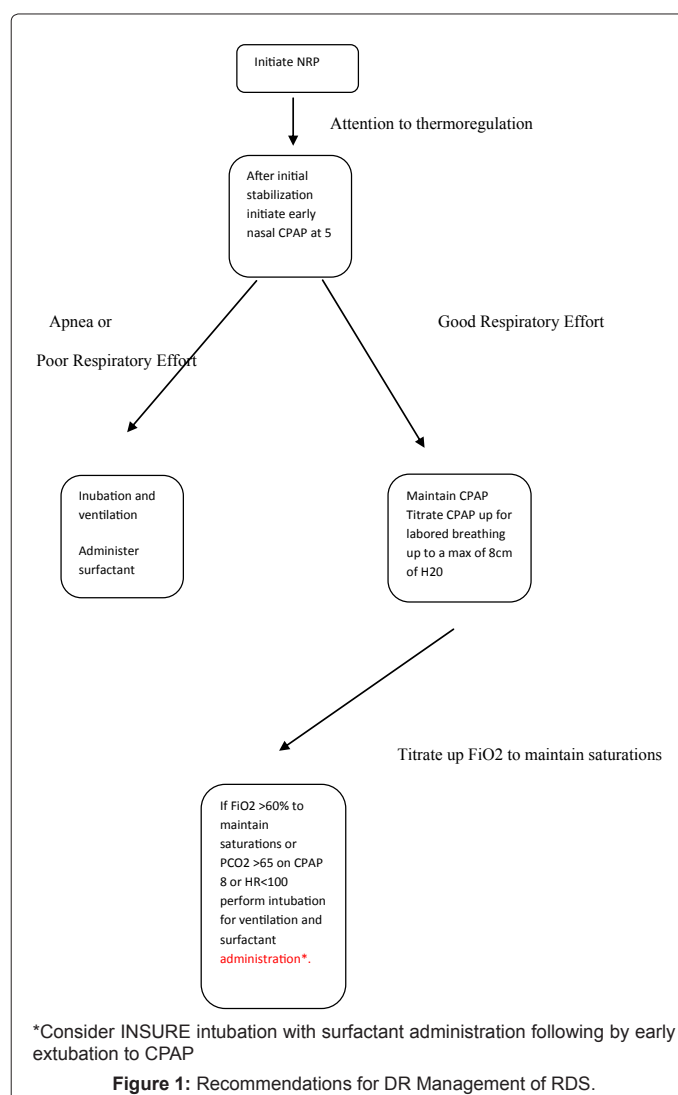 Initiate NRP
Attention to thermoregulation
After initial
stabilization
initiate early
nasal CPAP at 5
Apnea or
Poor Respiratory Effort
Good Respiratory Effort
Inubation and
ventilation
Administer
surfactant
Maintain CPAP
Titrate CPAP up for
labored breathing
up to a max of 8cm
of H20
Titrate up FiO2 to maintain saturations
If FiO2 >60% to
maintain
saturations or
PCO2 >65 on CPAP
8 or HR<100
perform intubation
for ventilation and
surfactant
administration*.
*Consider INSURE intubation with surfactant administration following by early
extubation to CPAP
Figure 1: Recommendations for DR Management of RDS.